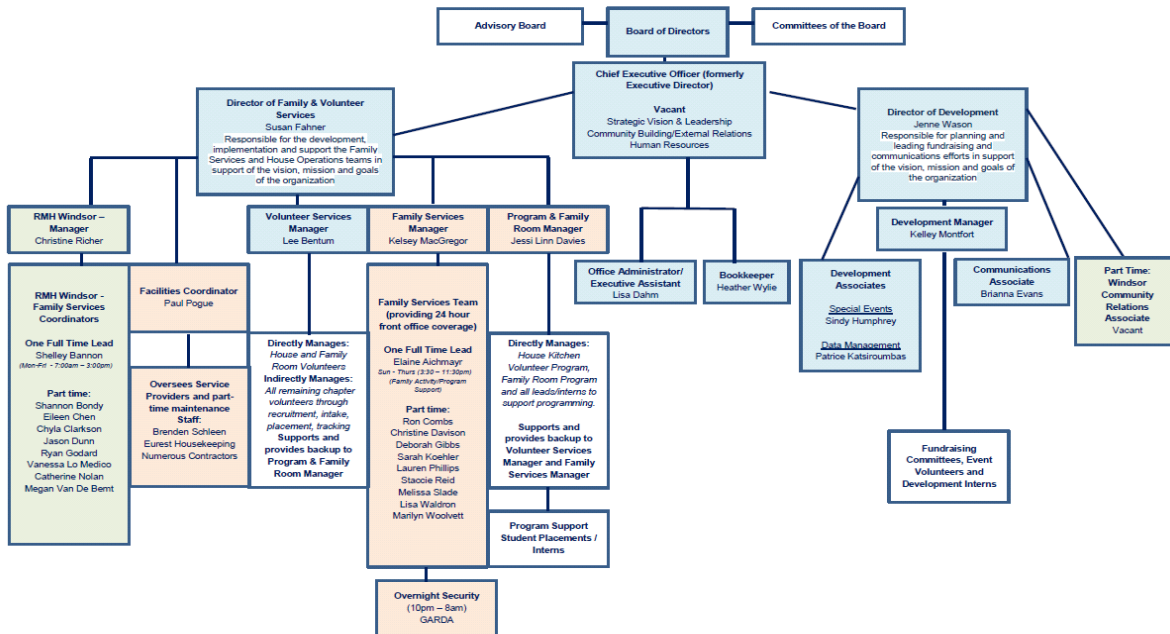 Advisory Board
Board of Directors
Committees of the Board
Chief Executive Officer (formerly
Executive Director)
Vacant
Strategic Vision & Leadership
Community Building/External Relations
Human Resources
Director of Family & Volunteer
Services
Susan Fahner
Responsible for the development,
implementation and support the Family
Services and House Operations teams in
support of the vision, mission and goals
of the organization
Director of Development
Jenne Wason
Responsible for planning and
leading fundraising and
communications efforts in support
of the vision, mission and goals of
the organization
RMH Windsor –
Manager
Christine Richer
Volunteer Services
Manager
Lee Bentum
Family Services
Manager
Kelsey MacGregor
Program & Family
Room Manager
Jessi Linn Davies
Development Manager
Kelley Montfort
RMH Windsor -
Family Services
Coordinators
One Full Time Lead
Shelley Bannon
(Mon-Fri - 7:00am – 3:00pm)
Part time:
Shannon Bondy
Eileen Chen
Chyla Clarkson
Jason Dunn
Ryan Godard
Vanessa Lo Medico
Catherine Nolan
Megan Van De Bemt
Facilities Coordinator
Paul Pogue
Oversees Service
Providers and part-
time maintenance
Staff:
Brenden Schleen
Eurest Housekeeping
Numerous Contractors
Directly Manages:
House and Family
Room Volunteers
Indirectly Manages:
All remaining chapter
volunteers through
recruitment, intake,
placement, tracking
Supports and
provides backup to
Program & Family
Room Manager
Family Services Team
(providing 24 hour
front office coverage)
One Full Time Lead
Elaine Aichmayr
Sun - Thurs (3:30 – 11:30pm)
(Family Activity/Program
Support)
Part time:
Ron Combs
Christine Davison
Deborah Gibbs
Sarah Koehler
Lauren Phillips
Staccie Reid
Melissa Slade
Lisa Waldron
Marilyn Woolvett
Overnight Security
(10pm – 8am)
GARDA
Directly Manages:
House Kitchen
Volunteer Program,
Family Room Program
and all leads/interns to
support programming.
Supports and
provides backup to
Volunteer Services
Manager and Family
Services Manager
Program Support
Student Placements /
Interns
Office Administrator/
Executive Assistant
Lisa Dahm
Bookkeeper
Heather Wylie
Development
Associates
Special Events
Sindy Humphrey
Data Management
Patrice Katsiroumbas
Communications
Associate
Brianna Evans
Part Time:
Windsor
Community
Relations
Associate
Vacant
Fundraising
Committees, Event
Volunteers and
Development Interns